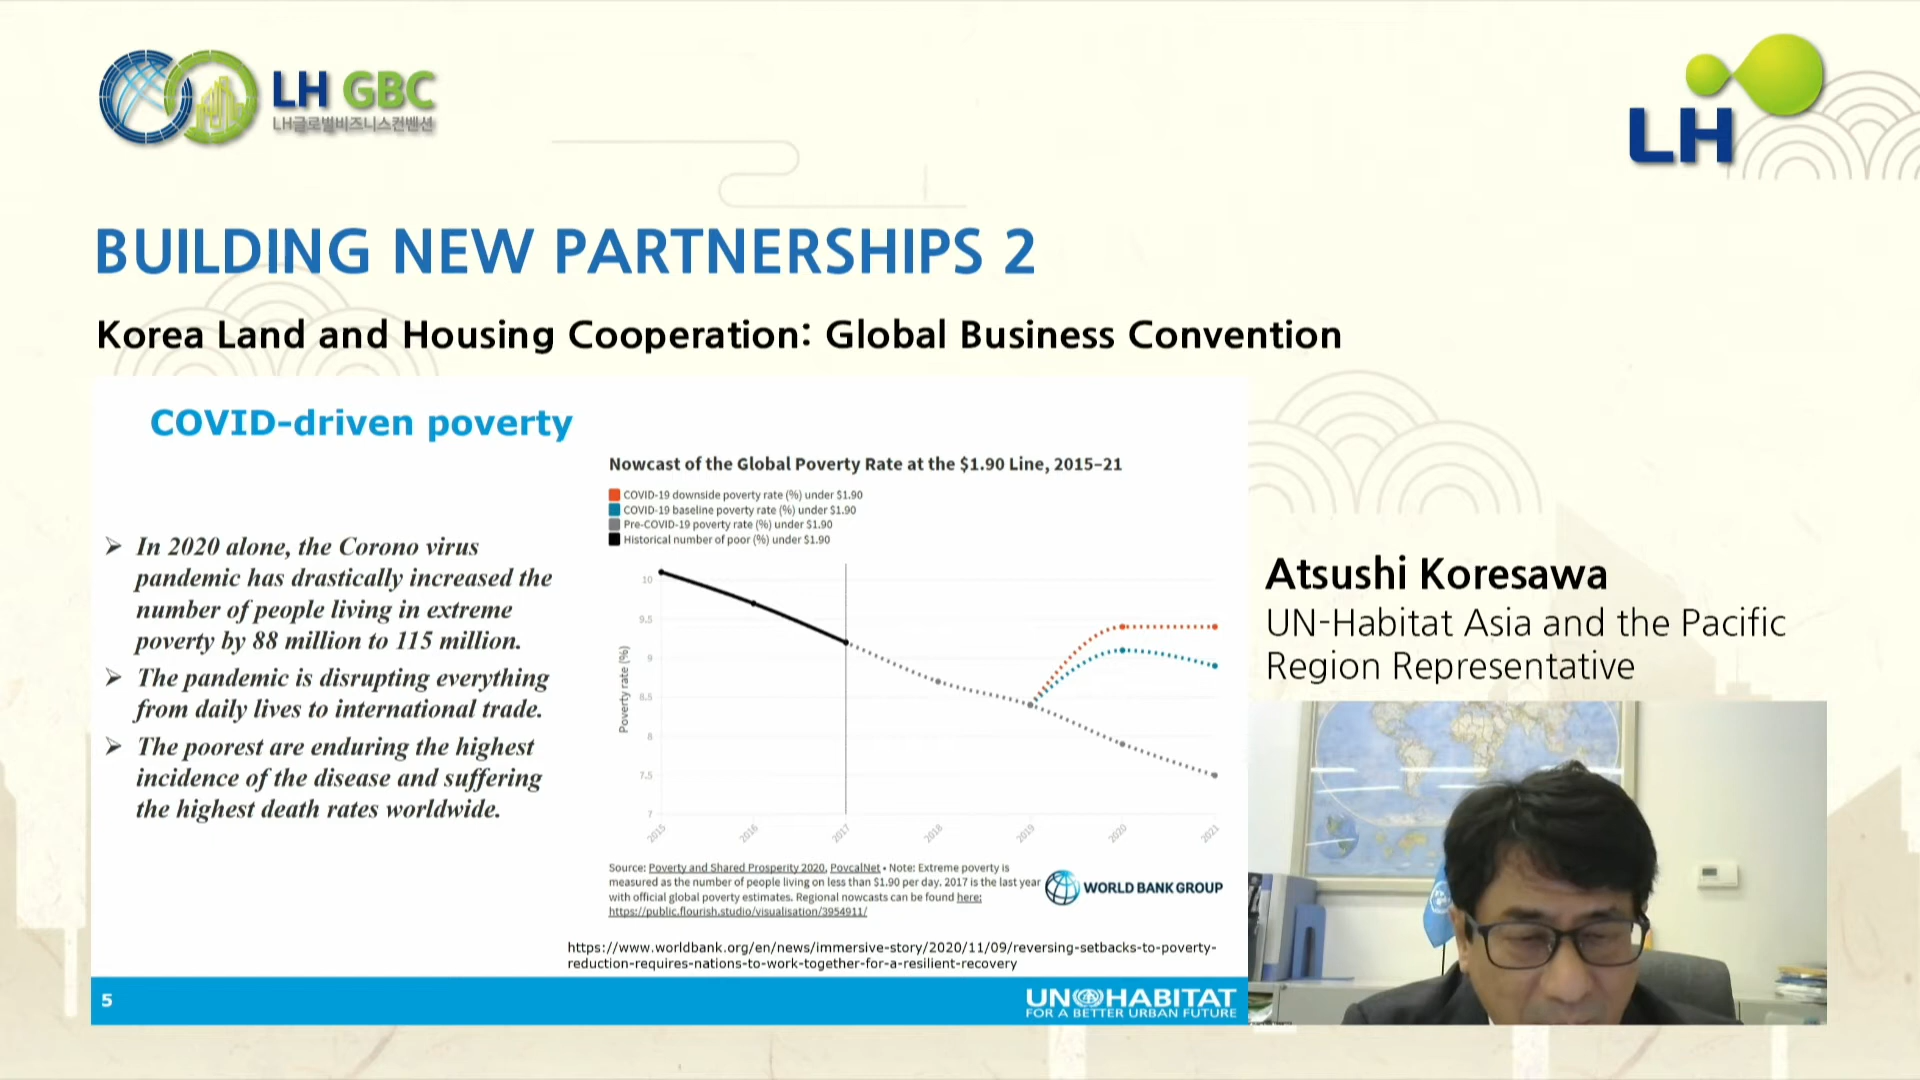 LH GBC
LH글로벌비즈니스컨벤션
LH
BUILDING NEW PARTNERSHIPS 2
Korea Land and Housing Cooperation: Global Business Convention
COVID-driven poverty
In 2020 alone, the Corono virus
pandemic has drastically increased the
number of people living in extreme
poverty by 88 million to 115 million.
The pandemic is disrupting everything
from daily lives to international trade.
The poorest are enduring the highest
incidence of the disease and suffering
the highest death rates worldwide.
Nowcast of the Global Poverty Rate at the $1.90 Line, 2015–21
COVID-19 downside poverty rate (%) under $1.90
COVID-19 baseline poverty rate (%) under $1.90
Pre-COVID-19 poverty rate (%) under $1.90
Historical number of poor (%) under $1.90
Poverty rate (%)
10
9.5
9
8.5
8
7.5
7
2015
2016
2017
2018
2019
2020
2021
Source: Poverty and Shared Prosperity 2020, PovcalNet • Note: Extreme poverty is
measured as the number of people living on less than $1.90 per day. 2017 is the last year
with official global poverty estimates. Regional nowcasts can be found here:
https://public.flourish.studio/visualisation/3954911/
WORLD BANK GROUP
https://www.worldbank.org/en/news/immersive-story/2020/11/09/reversing-setbacks-to-poverty-
reduction-requires-nations-to-work-together-for-a-resilient-recovery
5
UN HABITAT
FOR A BETTER URBAN FUTURE
Atsushi Koresawa
UN-Habitat Asia and the Pacific
Region Representative